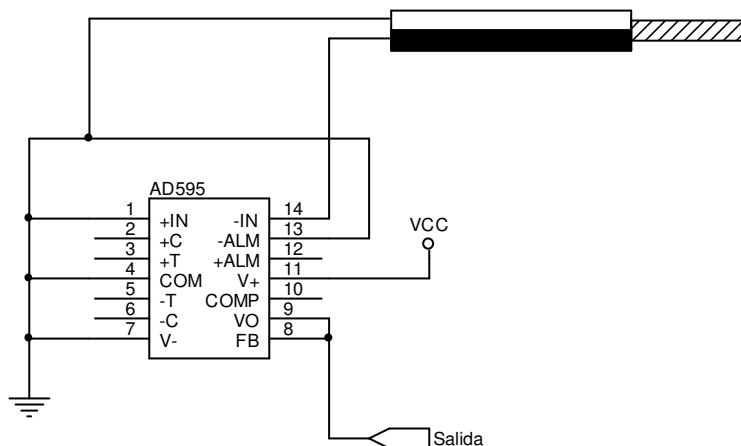 AD595
1 +IN -IN 14
2 +C -ALM 13
3 +T +ALM 12
4 COM V+ 11
5 -T COMP 10
6 -C VO 9
7 V- FB 8
VCC
Salida